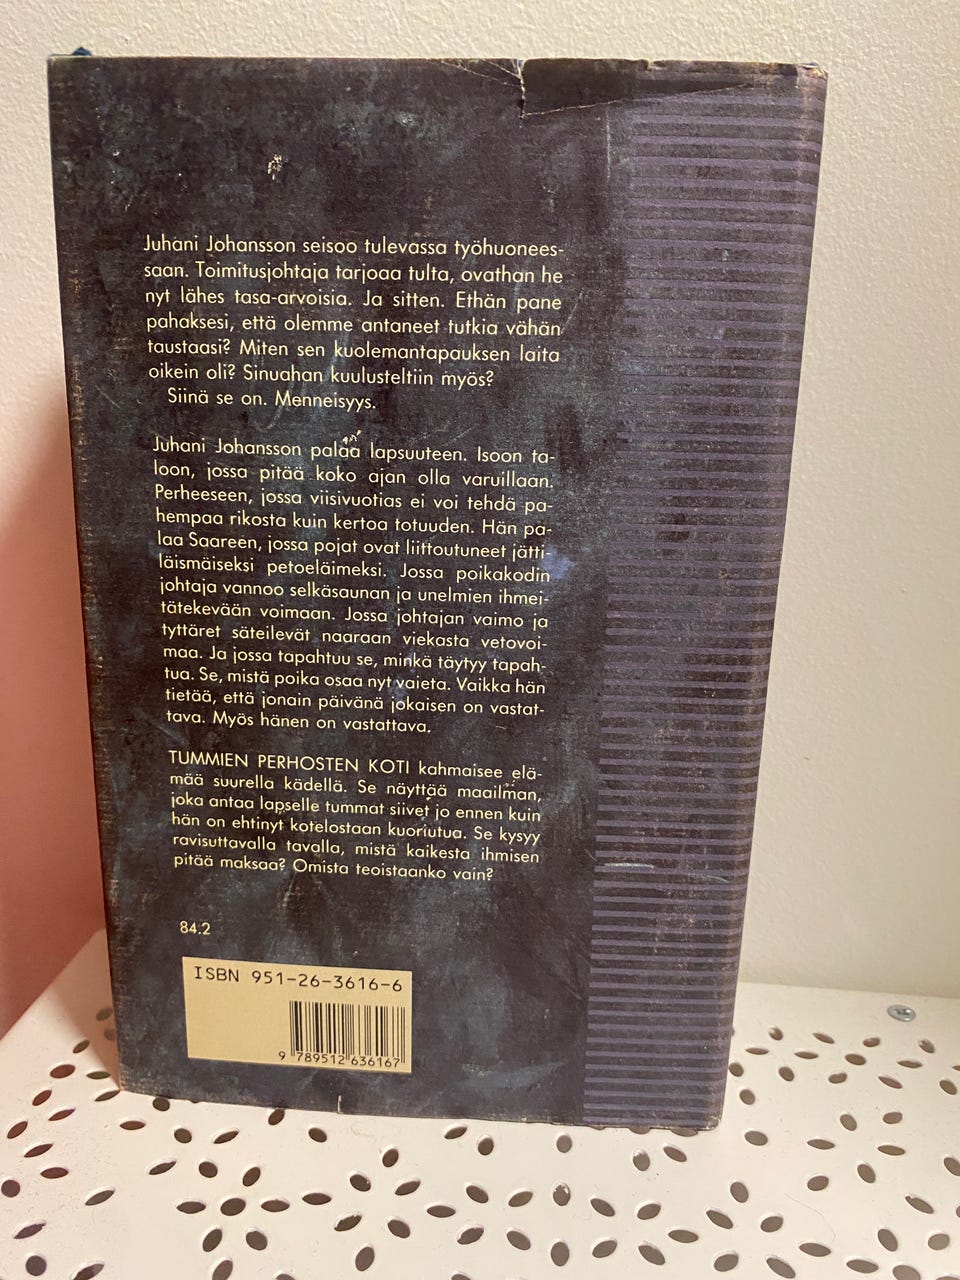 Juhani Johansson seisoo tulevassa työhuonees-
saan. Toimitusjohtaja tarjoaa tulta, ovathan he
nyt lähes tasa-arvoisia. Ja sitten. Ethän pane
pahaksesi, että olemme antaneet tutkia vähän
taustaasi? Miten sen kuolemantapauksen laita
oikein oli? Sinuahan kuulusteltiin myös?
Siinä se on. Menneisyys.
Juhani Johansson palaa lapsuuteen. Isoon ta-
loon, jossa pitää koko ajan olla varuillaan.
Perheeseen, jossa viisivuotias ei voi tehdä pa-
hempaa rikosta kuin kertoa totuuden. Hän pa-
laa Saareen, jossa pojat ovat liittoutuneet jätti-
läismäiseksi petoeläimeksi. Jossa poikakodin
johtaja vannoo selkäsaunan ja unelmien ihmei-
tätekevään voimaan. Jossa johtajan vaimo ja
tyttäret säteilevät naaraan viekasta vetovoi-
maa. Ja jossa tapahtuu se, minkä täytyy tapah-
tua. Se, mistä poika osaa nyt vaieta. Vaikka hän
tietää, että jonain päivänä jokaisen on vastat-
tava. Myös hänen on vastattava.
TUMMIEN PERHOSTEN KOTI kahmaisee elä-
mää suurella kädellä. Se näyttää maailman,
joka antaa lapselle tummat siivet jo ennen kuin
hän on ehtinyt kotelostaan kuoriutua. Se kysyy
ravisuttavalla tavalla, mistä kaikesta ihmisen
pitää maksaa? Omista teoistaanko vain?
84.2
ISBN 951-26-3616-6
9 789512 636167